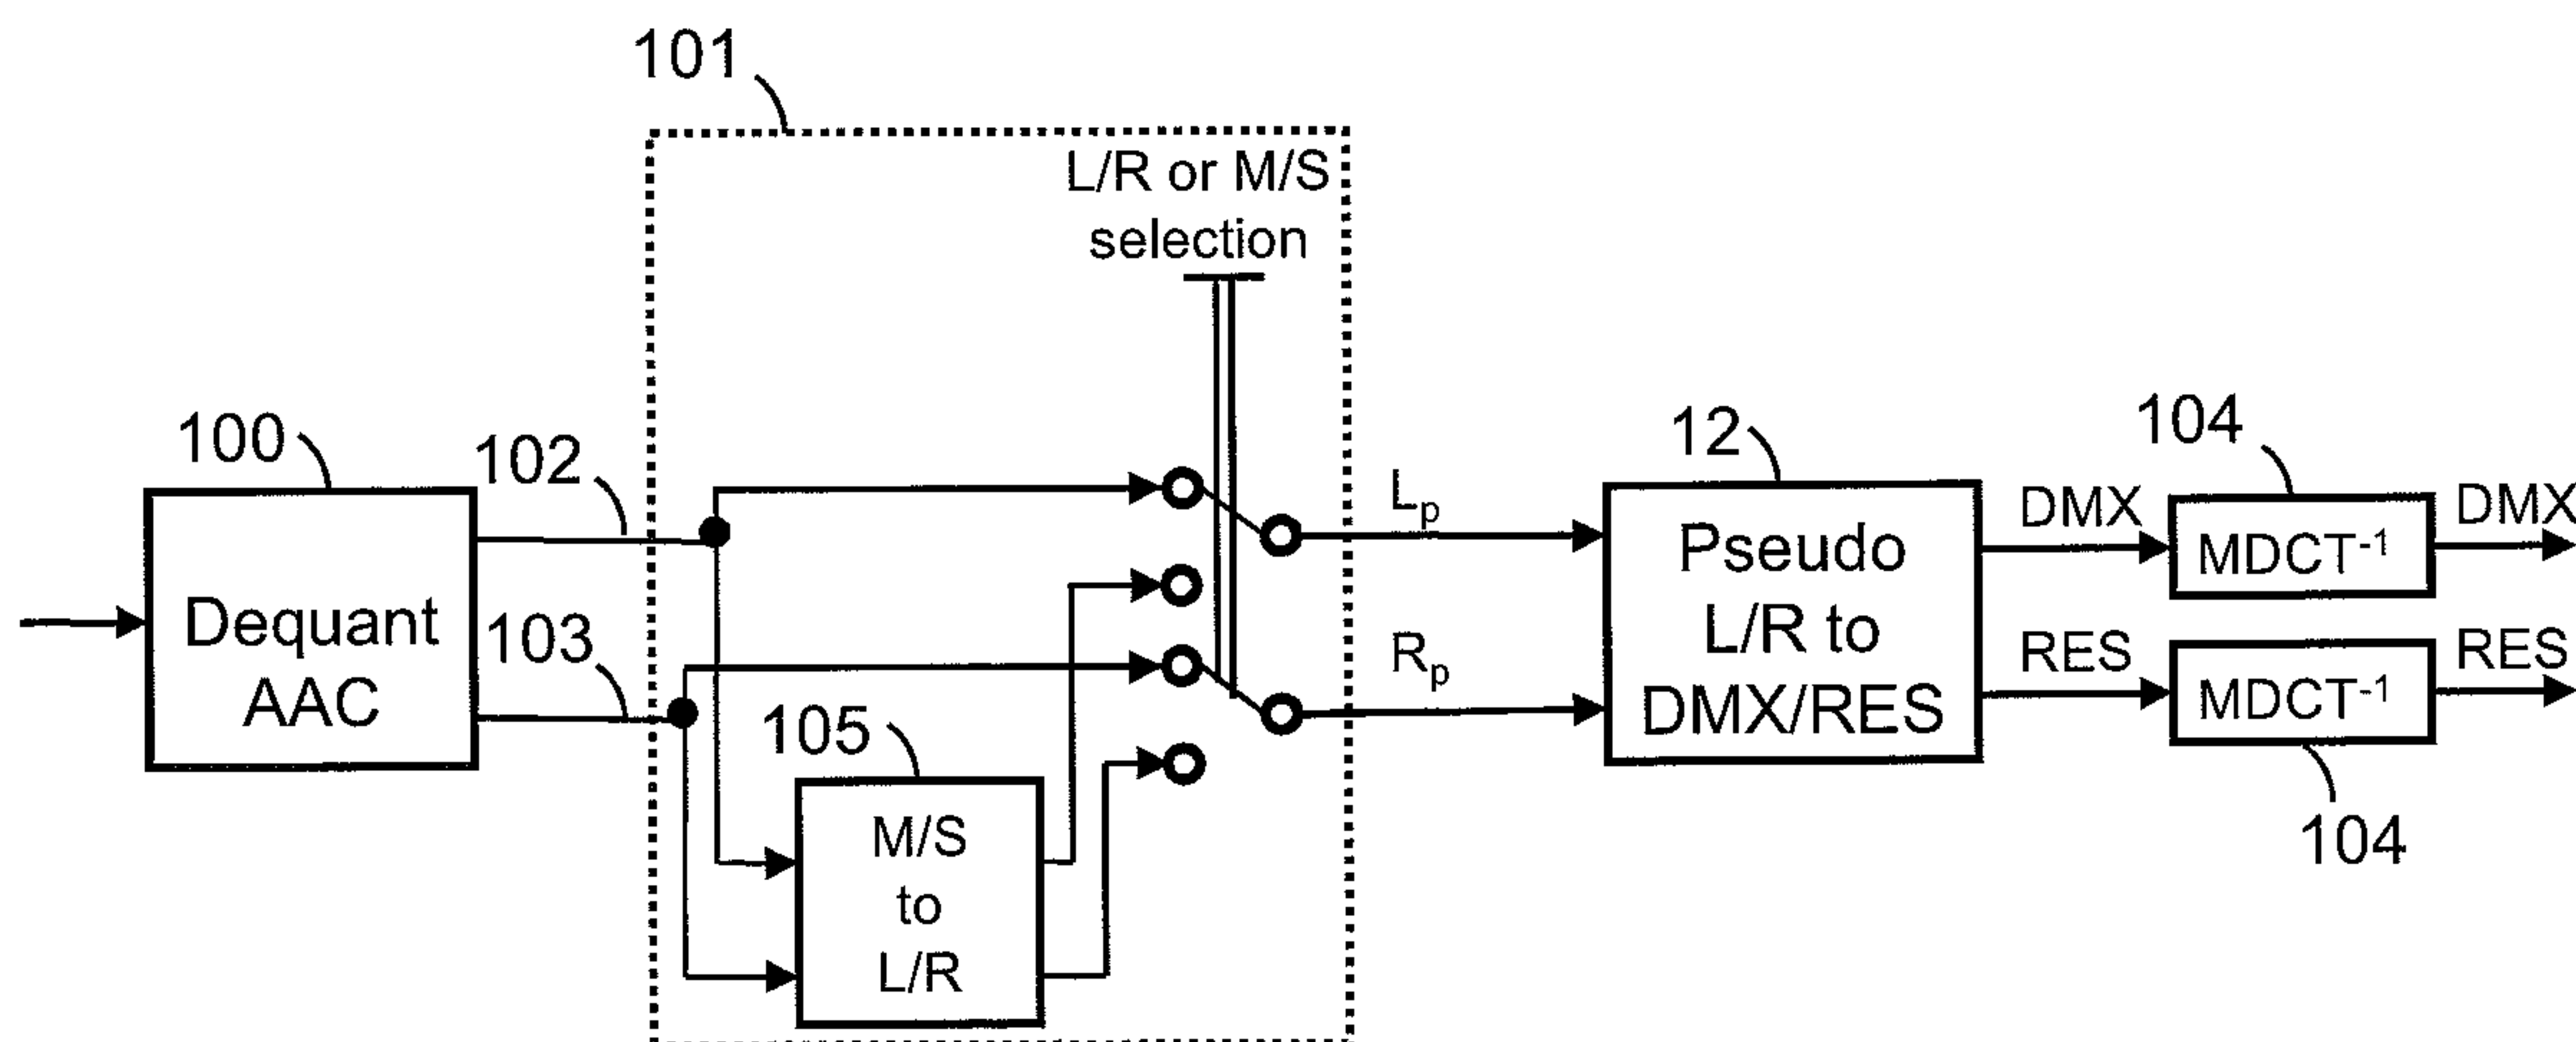 101
L/R or M/S
selection
100
102
103
Dequant
AAC
105
M/S
to
L/R
Lp
Rp
12
Pseudo
L/R to
DMX/RES
DMX
RES
104
MDCT-1
DMX
MDCT-1
RES
104